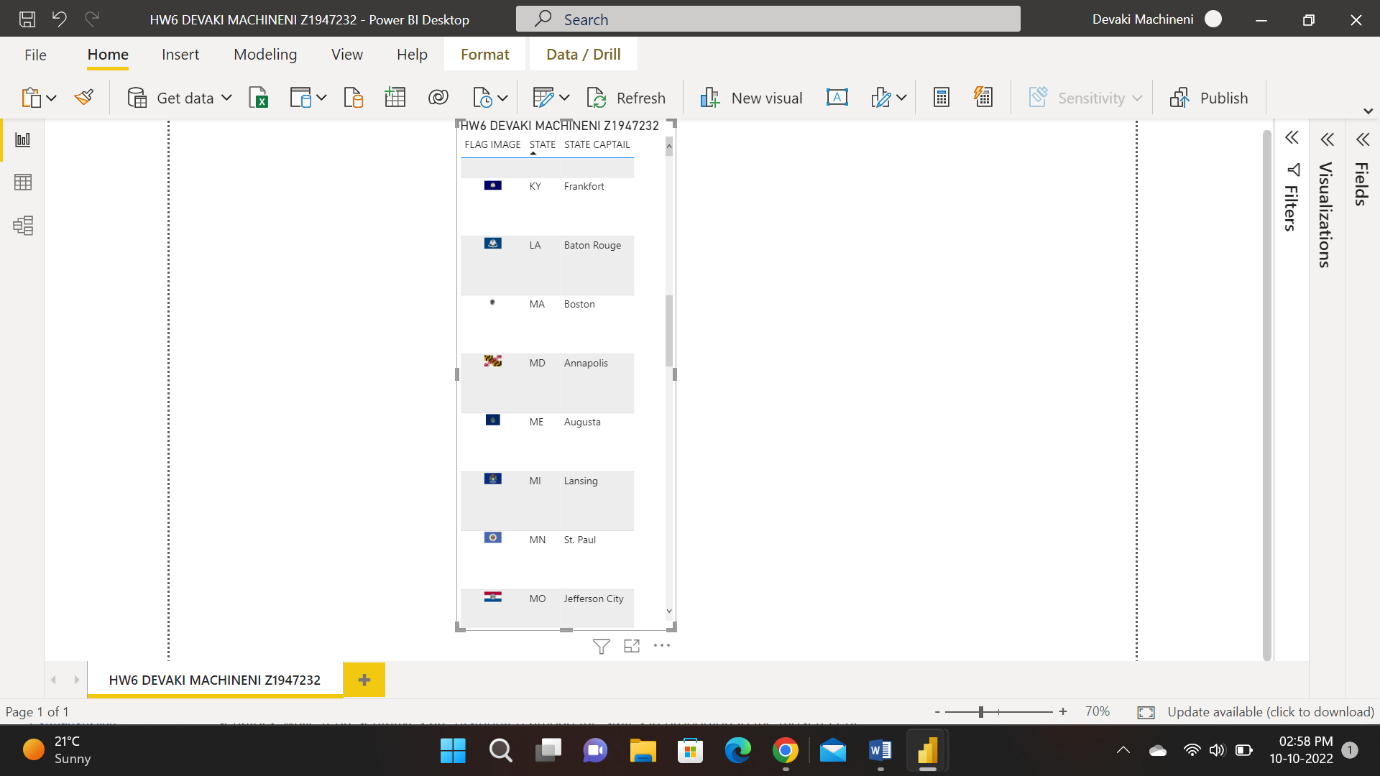 HW6 DEVAKI MACHINENI Z1947232 - Power BI Desktop
Search
Devaki Machineni
File Home Insert Modeling View Help Format Data / Drill
Get data Refresh New visual Sensitivity Publish
HW6 DEVAKI MACHINENI Z1947232
FLAG IMAGE STATE STATE CAPTAIL
KY Frankfort
LA Baton Rouge
MA Boston
MD Annapolis
ME Augusta
MI Lansing
MN St. Paul
MO Jefferson City
Filters
Visualizations
Fields
HW6 DEVAKI MACHINENI Z1947232
Page 1 of 1
- + 70% Update available (click to download)
21°C
Sunny
02:58 PM
10-10-2022
1